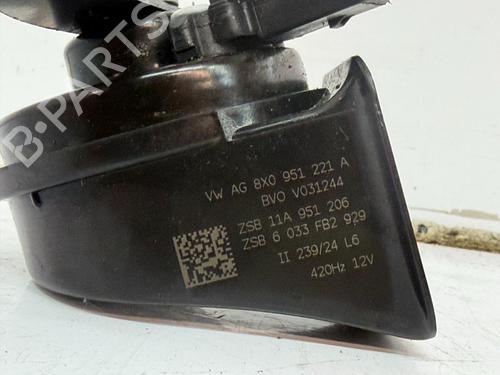 B-PARTS
VW AG 8X0 951 221 A
BVO V031244
ZSB 11A 951 206
ZSB 6 033 FB2 929
II 239/24 L6
420Hz 12V